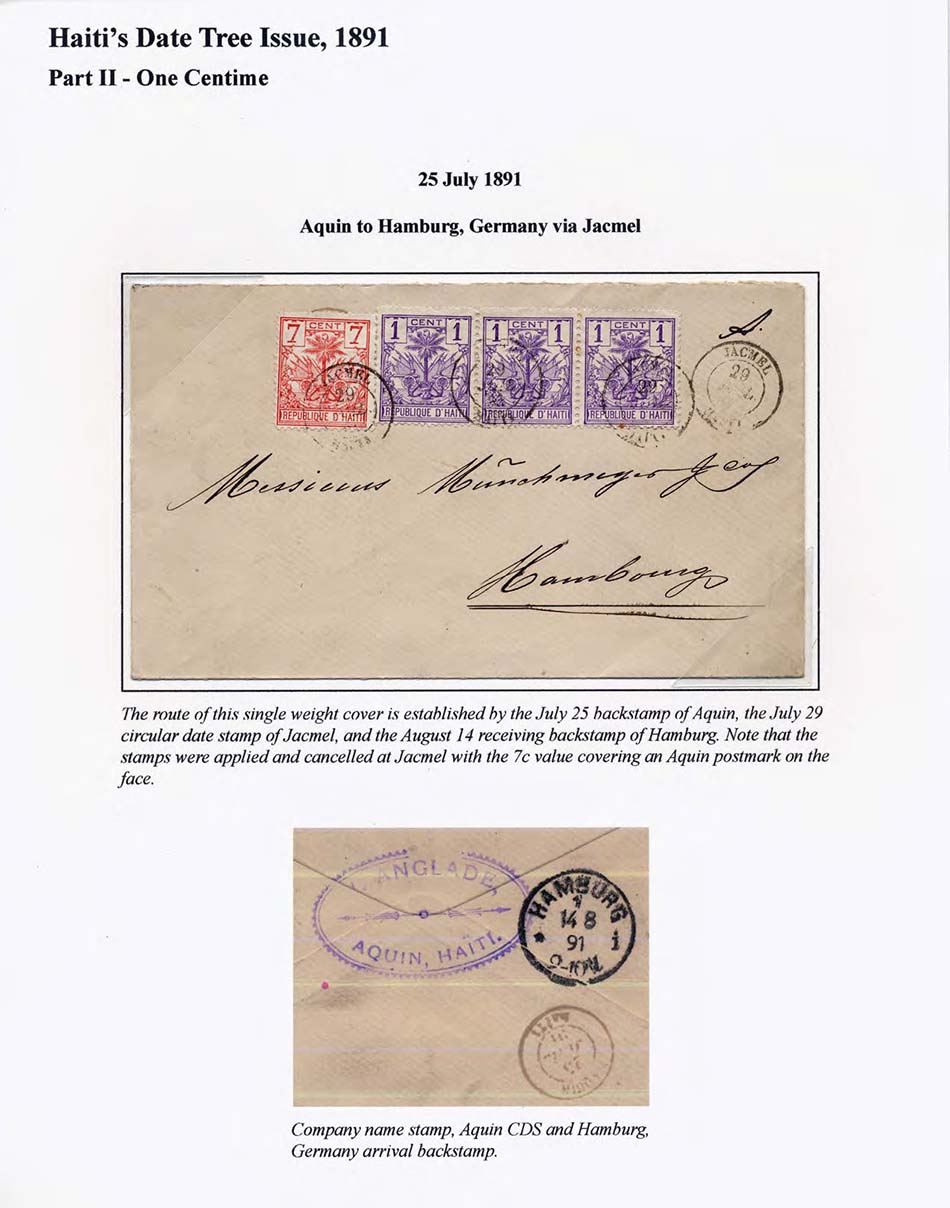 Haiti's Date Tree Issue, 1891
Part II - One Centime
25 July 1891
Aquin to Hamburg, Germany via Jacmel
7 CENT 7
REPUBLIQUE D'HAITI
1 CENT 1
REPUBLIQUE D'HAITI
1 CENT 1
REPUBLIQUE D'HAITI
1 CENT 1
REPUBLIQUE D'HAITI
JACMEL
29
JACMEL
29
JACMEL
29
Messieurs Münchmeyer & Co
Hambourg
The route of this single weight cover is established by the July 25 backstamp of Aquin, the July 29
circular date stamp of Jacmel, and the August 14 receiving backstamp of Hamburg. Note that the
stamps were applied and cancelled at Jacmel with the 7c value covering an Aquin postmark on the
face.
ANGLADE,
AQUIN, HAÏTI.
HAMBURG
1
14 8
91
* 1
HAITI
Company name stamp, Aquin CDS and Hamburg,
Germany arrival backstamp.